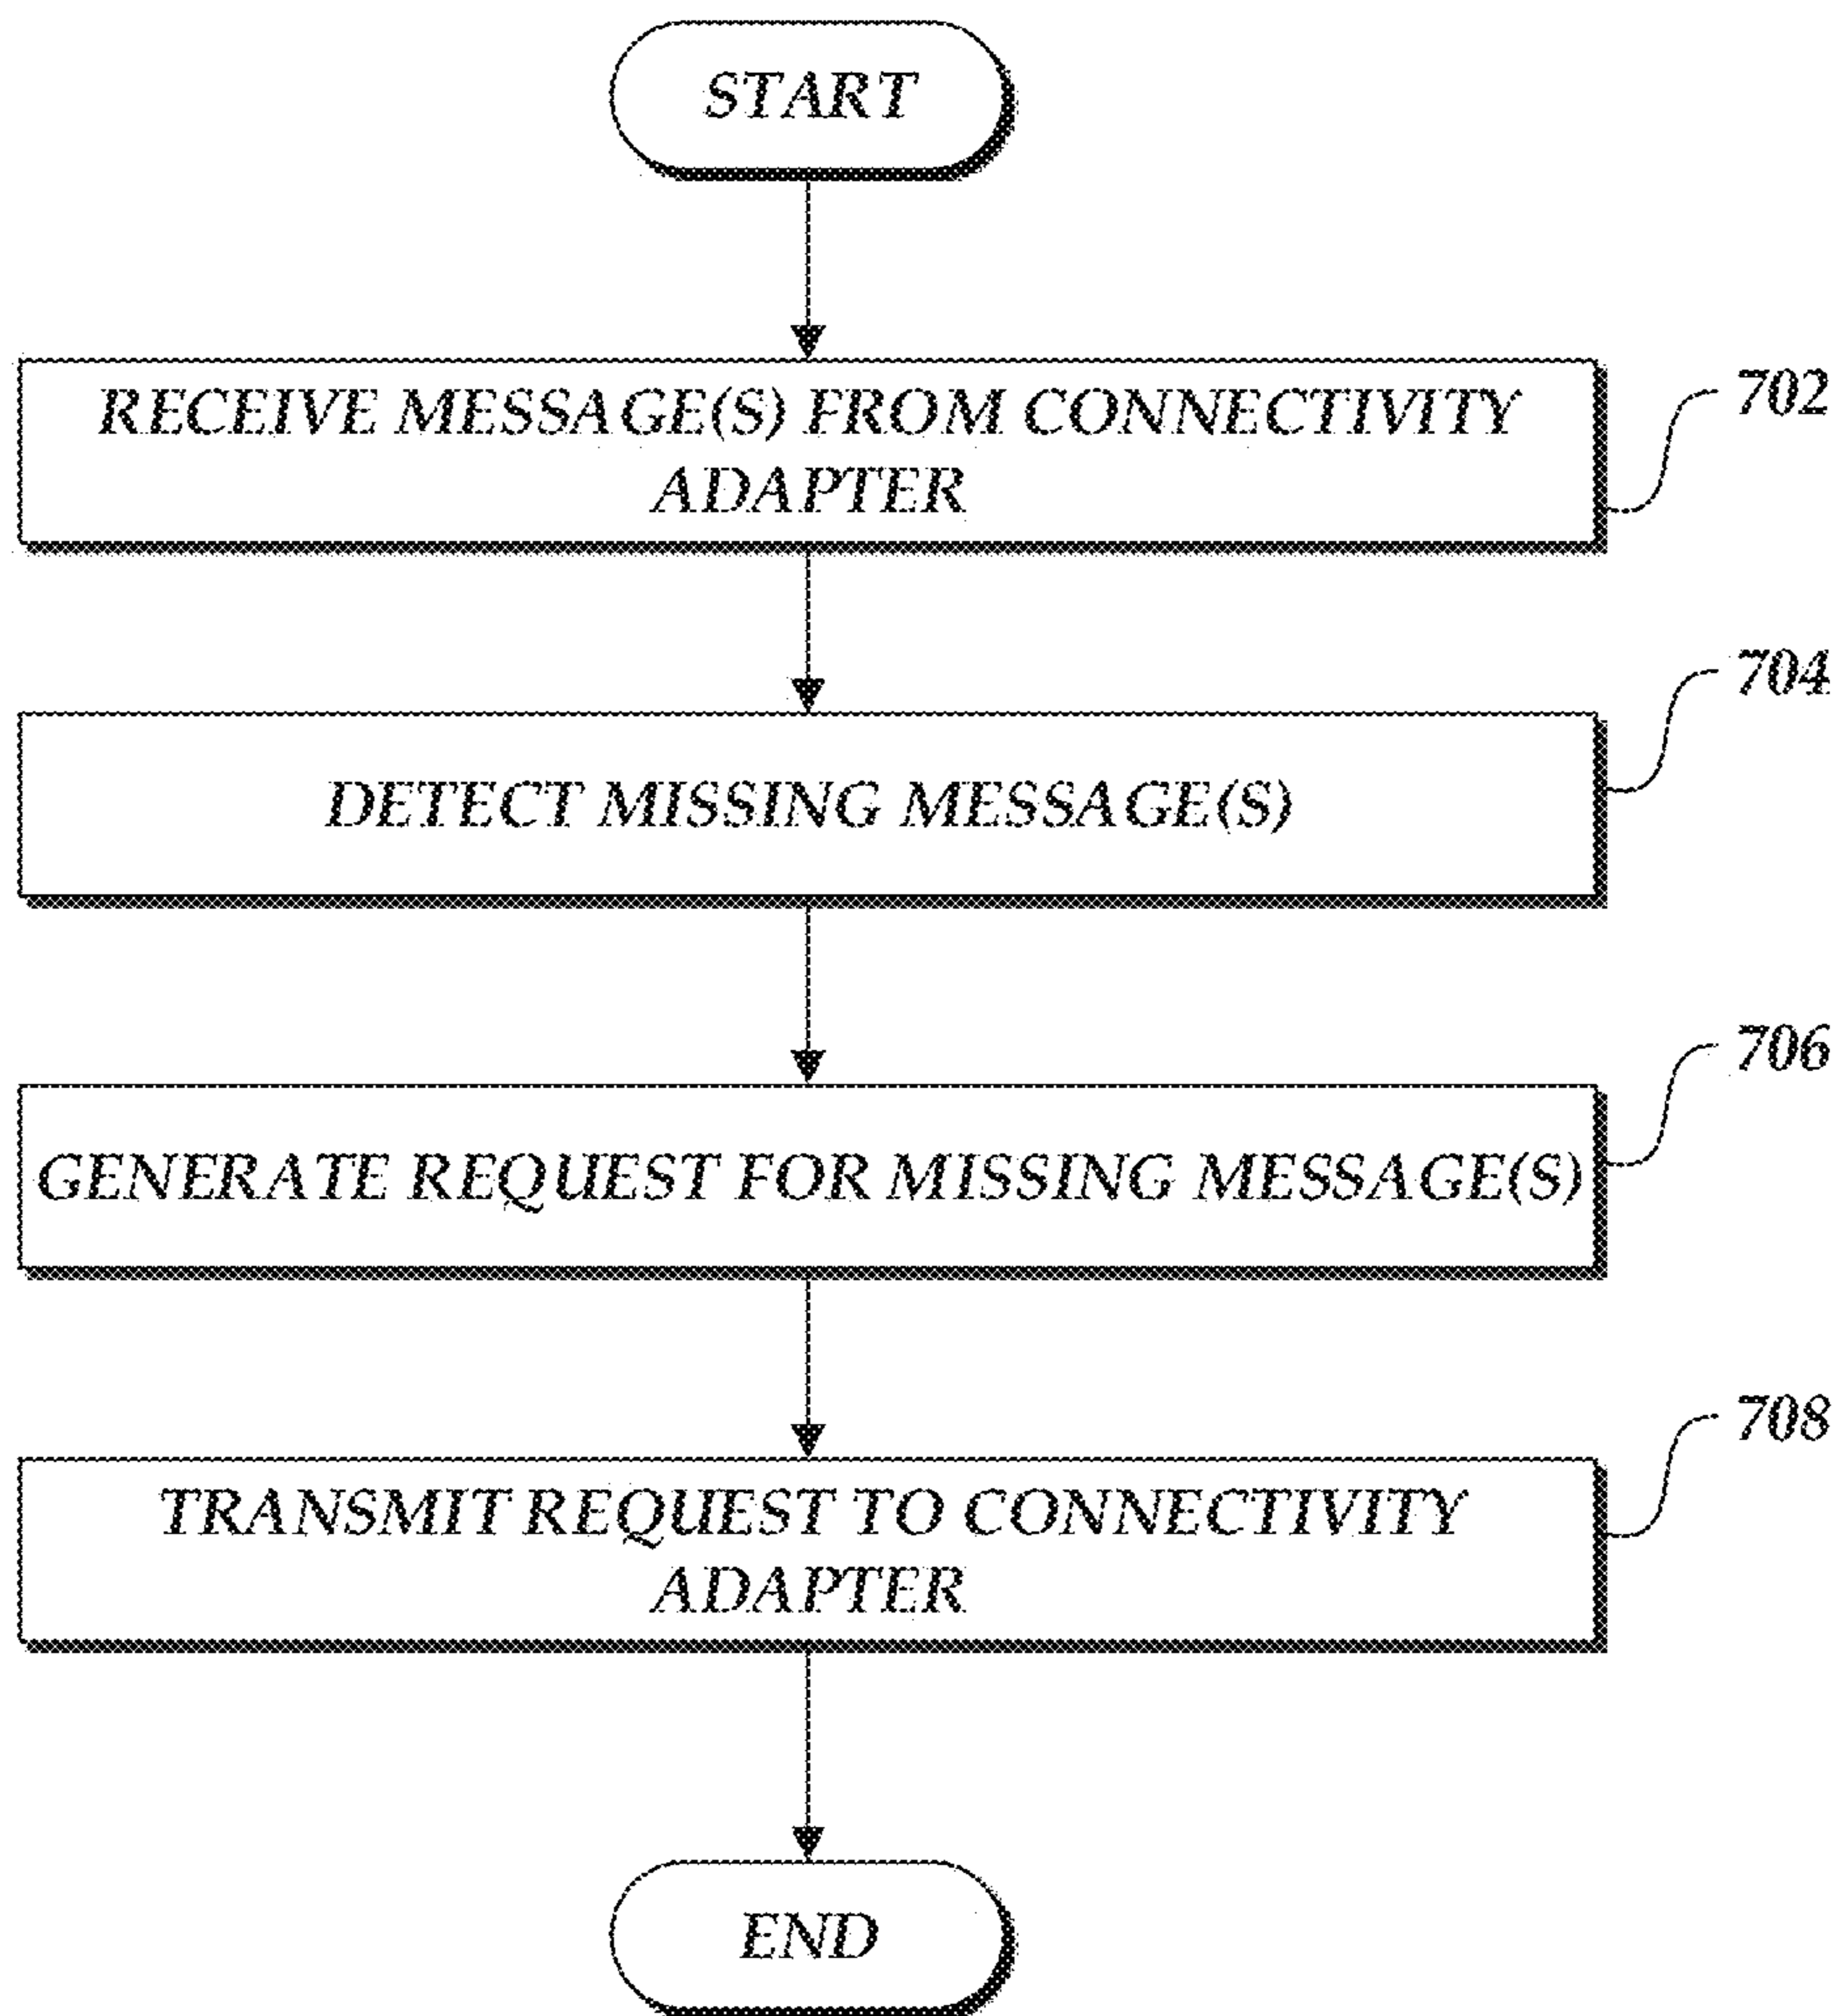 START
RECEIVE MESSAGE(S) FROM CONNECTIVITY
ADAPTER
702
DETECT MISSING MESSAGE(S)
704
GENERATE REQUEST FOR MISSING MESSAGE(S)
706
TRANSMIT REQUEST TO CONNECTIVITY
ADAPTER
708
END